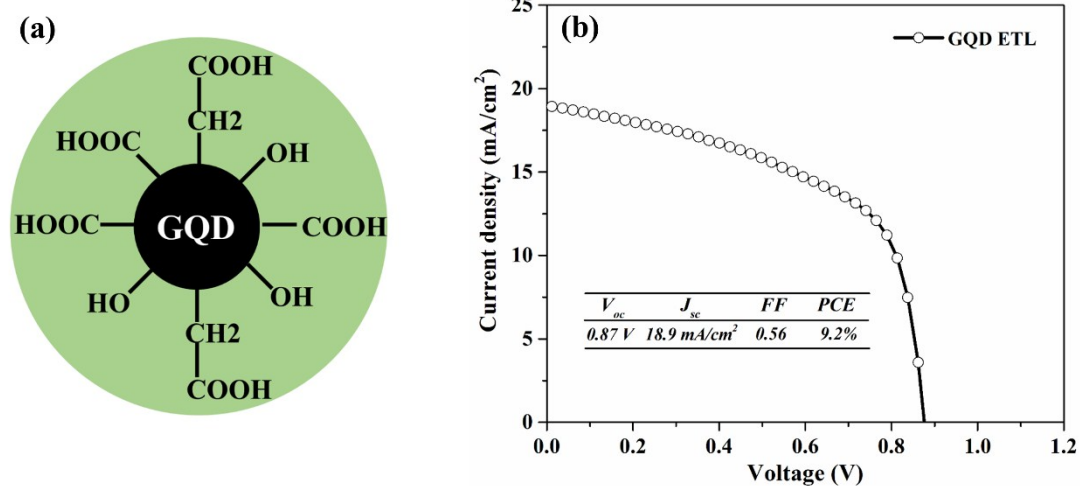 (a)
COOH
CH2
HOOC
OH
HOOC
GQD
COOH
HO
OH
CH2
COOH
(b)
GQD ETL
Current density (mA/cm²)
25
20
15
10
5
0
V_oc J_sc FF PCE
0.87 V 18.9 mA/cm² 0.56 9.2%
0.0 0.2 0.4 0.6 0.8 1.0 1.2
Voltage (V)